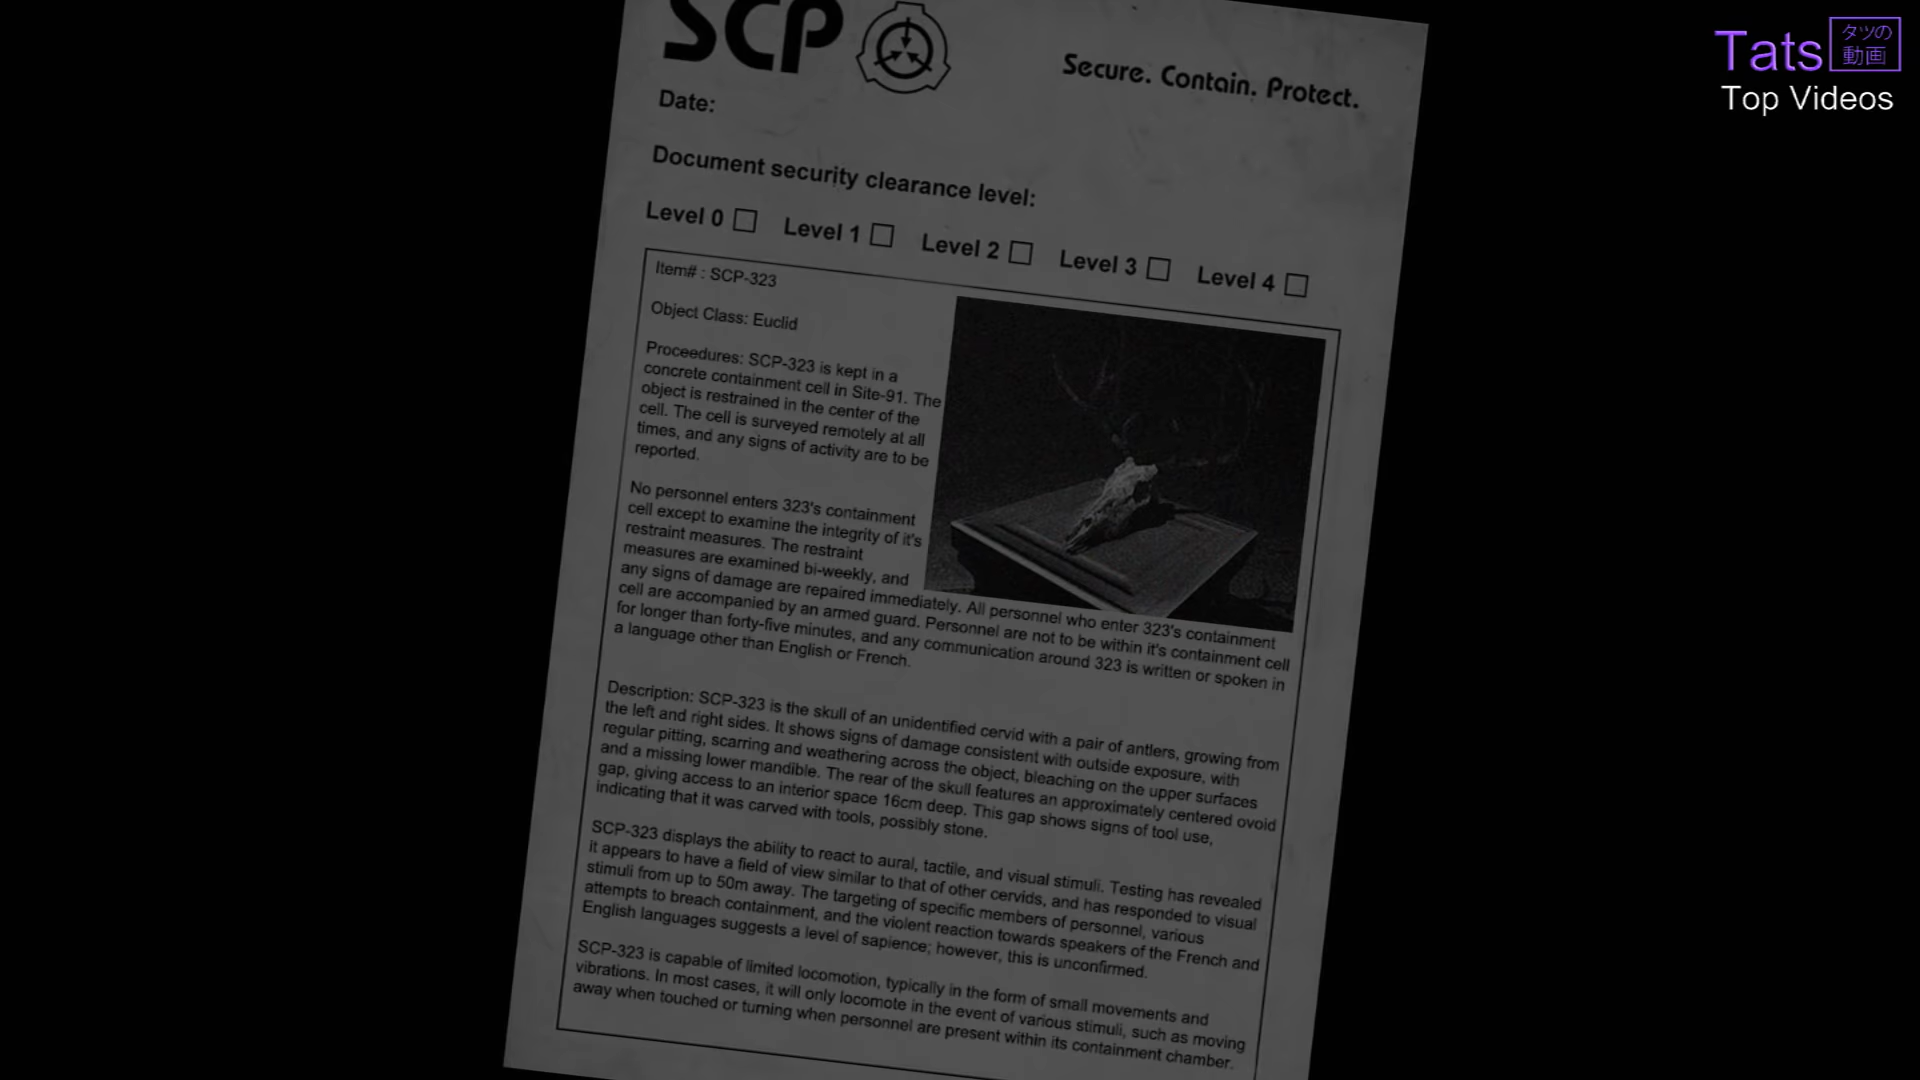 SCP
Secure. Contain. Protect.
Tats
タツの
動画
Top Videos
Date:
Document security clearance level:
Level 0 Level 1 Level 2 Level 3 Level 4
Item# : SCP-323
Object Class: Euclid
Proceedures: SCP-323 is kept in a
concrete containment cell in Site-91. The
object is restrained in the center of the
cell. The cell is surveyed remotely at all
times, and any signs of activity are to be
reported.
No personnel enters 323's containment
cell except to examine the integrity of it's
restraint measures. The restraint
measures are examined bi-weekly, and
any signs of damage are repaired immediately. All personnel who enter 323's containment
cell are accompanied by an armed guard. Personnel are not to be within it's containment cell
for longer than forty-five minutes, and any communication around 323 is written or spoken in
a language other than English or French.
Description: SCP-323 is the skull of an unidentified cervid with a pair of antlers, growing from
the left and right sides. It shows signs of damage consistent with outside exposure, with
regular pitting, scarring and weathering across the object, bleaching on the upper surfaces
and a missing lower mandible. The rear of the skull features an approximately centered ovoid
gap, giving access to an interior space 16cm deep. This gap shows signs of tool use,
indicating that it was carved with tools, possibly stone.
SCP-323 displays the ability to react to aural, tactile, and visual stimuli. Testing has revealed
it appears to have a field of view similar to that of other cervids, and has responded to visual
stimuli from up to 50m away. The targeting of specific members of personnel, various
attempts to breach containment, and the violent reaction towards speakers of the French and
English languages suggests a level of sapience; however, this is unconfirmed.
SCP-323 is capable of limited locomotion, typically in the form of small movements and
vibrations. In most cases, it will only locomote in the event of various stimuli, such as moving
away when touched or turning when personnel are present within its containment chamber.